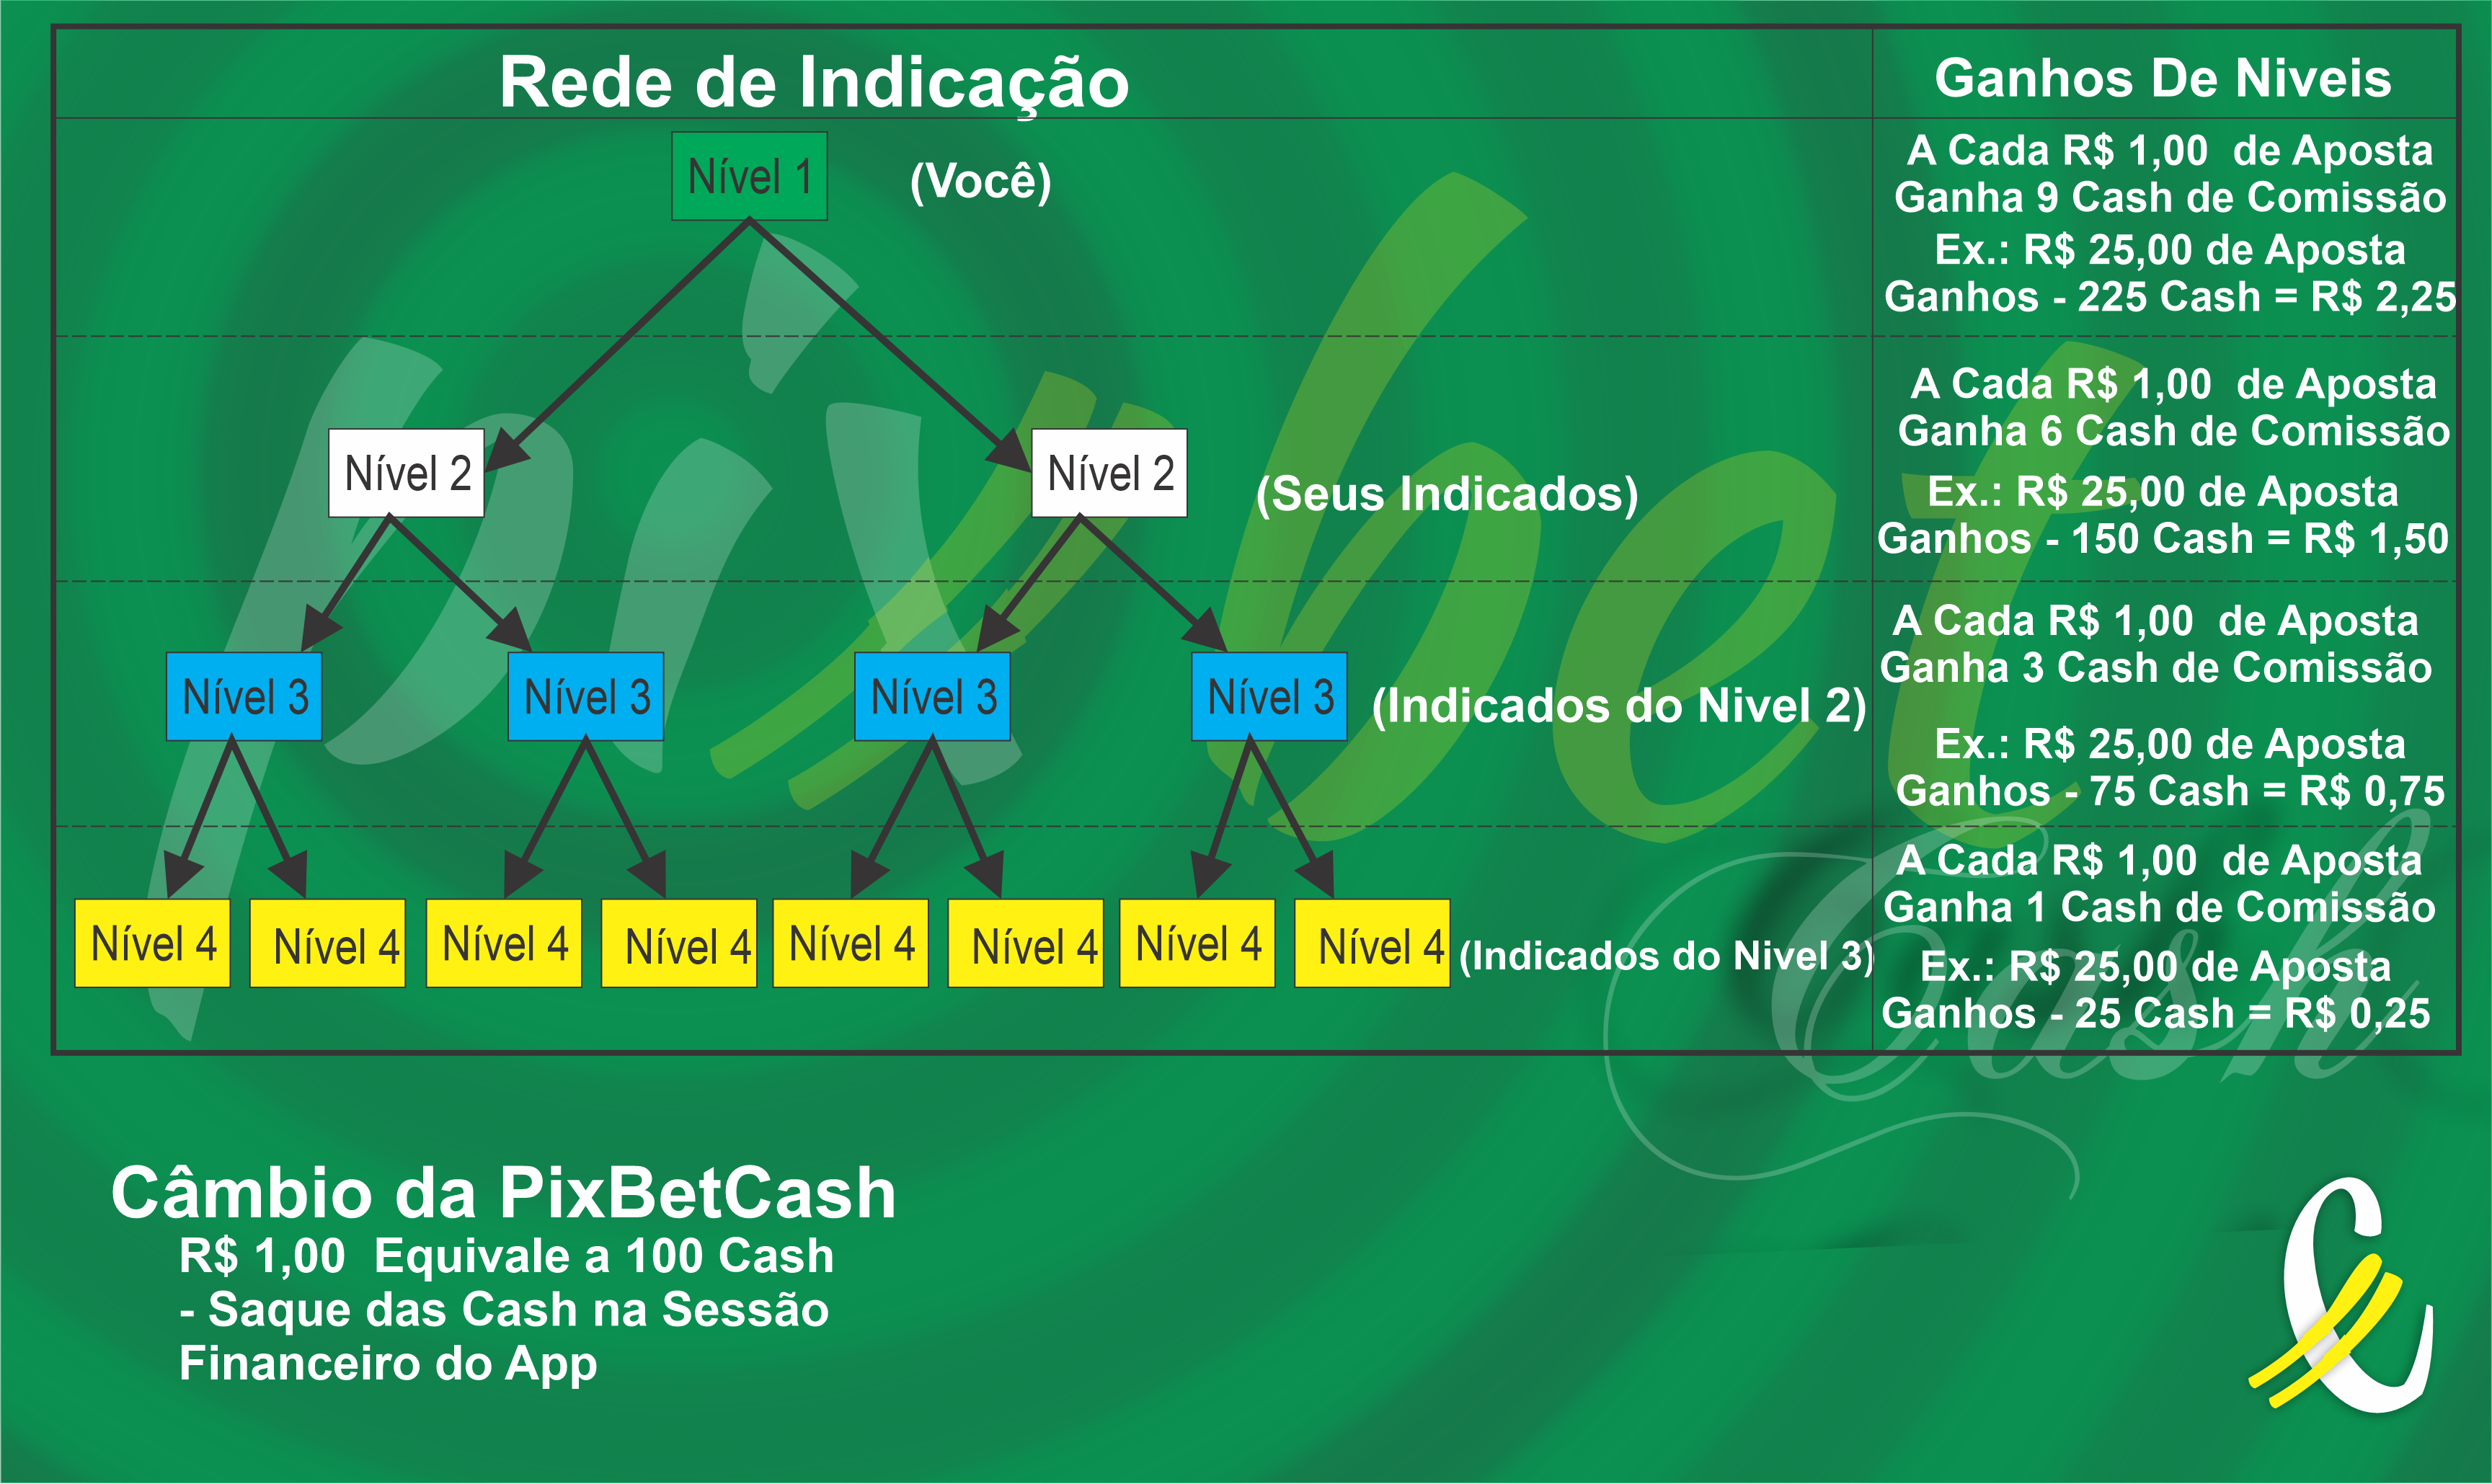 Rede de Indicação
Ganhos De Niveis
Nível 1
(Você)
A Cada R$ 1,00 de Aposta
Ganha 9 Cash de Comissão
Ex.: R$ 25,00 de Aposta
Ganhos - 225 Cash = R$ 2,25
Nível 2
Nível 2
(Seus Indicados)
A Cada R$ 1,00 de Aposta
Ganha 6 Cash de Comissão
Ex.: R$ 25,00 de Aposta
Ganhos - 150 Cash = R$ 1,50
Nível 3
Nível 3
Nível 3
Nível 3
(Indicados do Nivel 2)
A Cada R$ 1,00 de Aposta
Ganha 3 Cash de Comissão
Ex.: R$ 25,00 de Aposta
Ganhos - 75 Cash = R$ 0,75
Nível 4
Nível 4
Nível 4
Nível 4
Nível 4
Nível 4
Nível 4
Nível 4
(Indicados do Nivel 3)
A Cada R$ 1,00 de Aposta
Ganha 1 Cash de Comissão
Ex.: R$ 25,00 de Aposta
Ganhos - 25 Cash = R$ 0,25
pixbet
Cash
Câmbio da PixBetCash
R$ 1,00 Equivale a 100 Cash
- Saque das Cash na Sessão
Financeiro do App